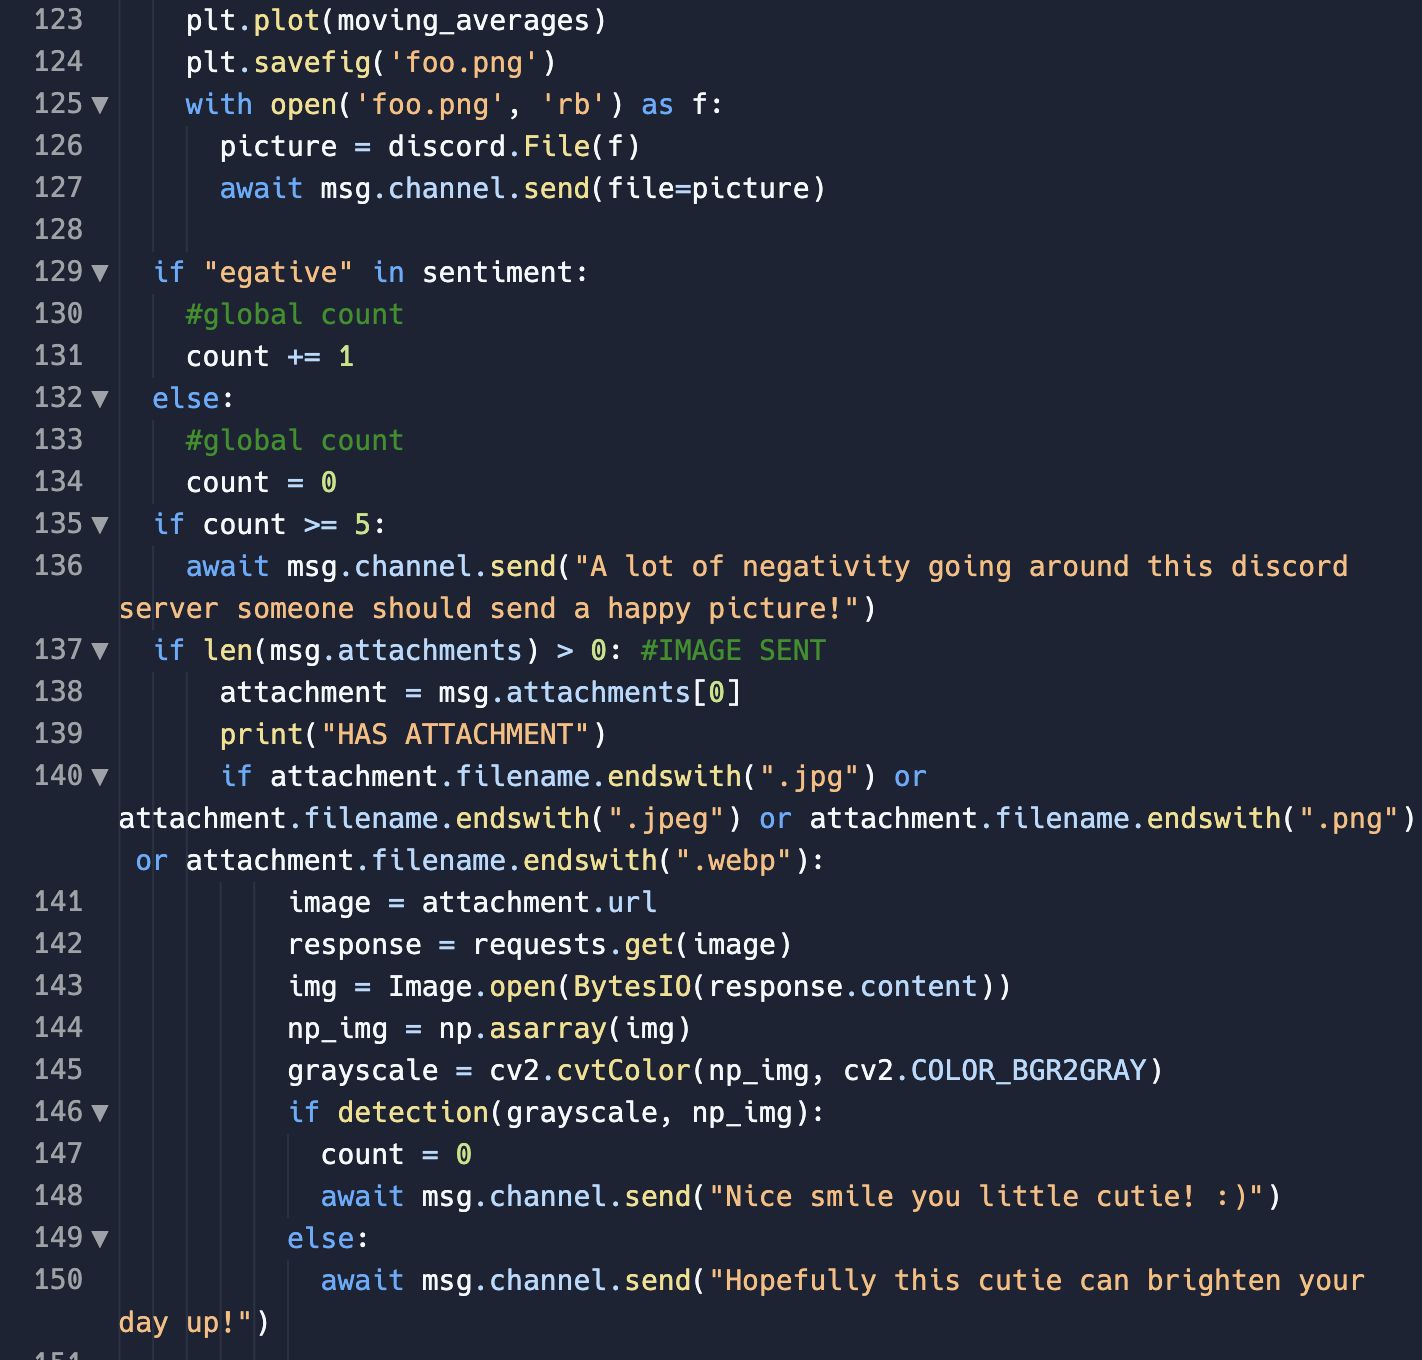 123 plt.plot(moving_averages)
124 plt.savefig('foo.png')
125 ▼ with open('foo.png', 'rb') as f:
126 picture = discord.File(f)
127 await msg.channel.send(file=picture)
128
129 ▼ if "egative" in sentiment:
130 #global count
131 count += 1
132 ▼ else:
133 #global count
134 count = 0
135 ▼ if count >= 5:
136 await msg.channel.send("A lot of negativity going around this discord
server someone should send a happy picture!")
137 ▼ if len(msg.attachments) > 0: #IMAGE SENT
138 attachment = msg.attachments[0]
139 print("HAS ATTACHMENT")
140 ▼ if attachment.filename.endswith(".jpg") or
attachment.filename.endswith(".jpeg") or attachment.filename.endswith(".png")
or attachment.filename.endswith(".webp"):
141 image = attachment.url
142 response = requests.get(image)
143 img = Image.open(BytesIO(response.content))
144 np_img = np.asarray(img)
145 grayscale = cv2.cvtColor(np_img, cv2.COLOR_BGR2GRAY)
146 ▼ if detection(grayscale, np_img):
147 count = 0
148 await msg.channel.send("Nice smile you little cutie! :)")
149 ▼ else:
150 await msg.channel.send("Hopefully this cutie can brighten your
day up!")
151